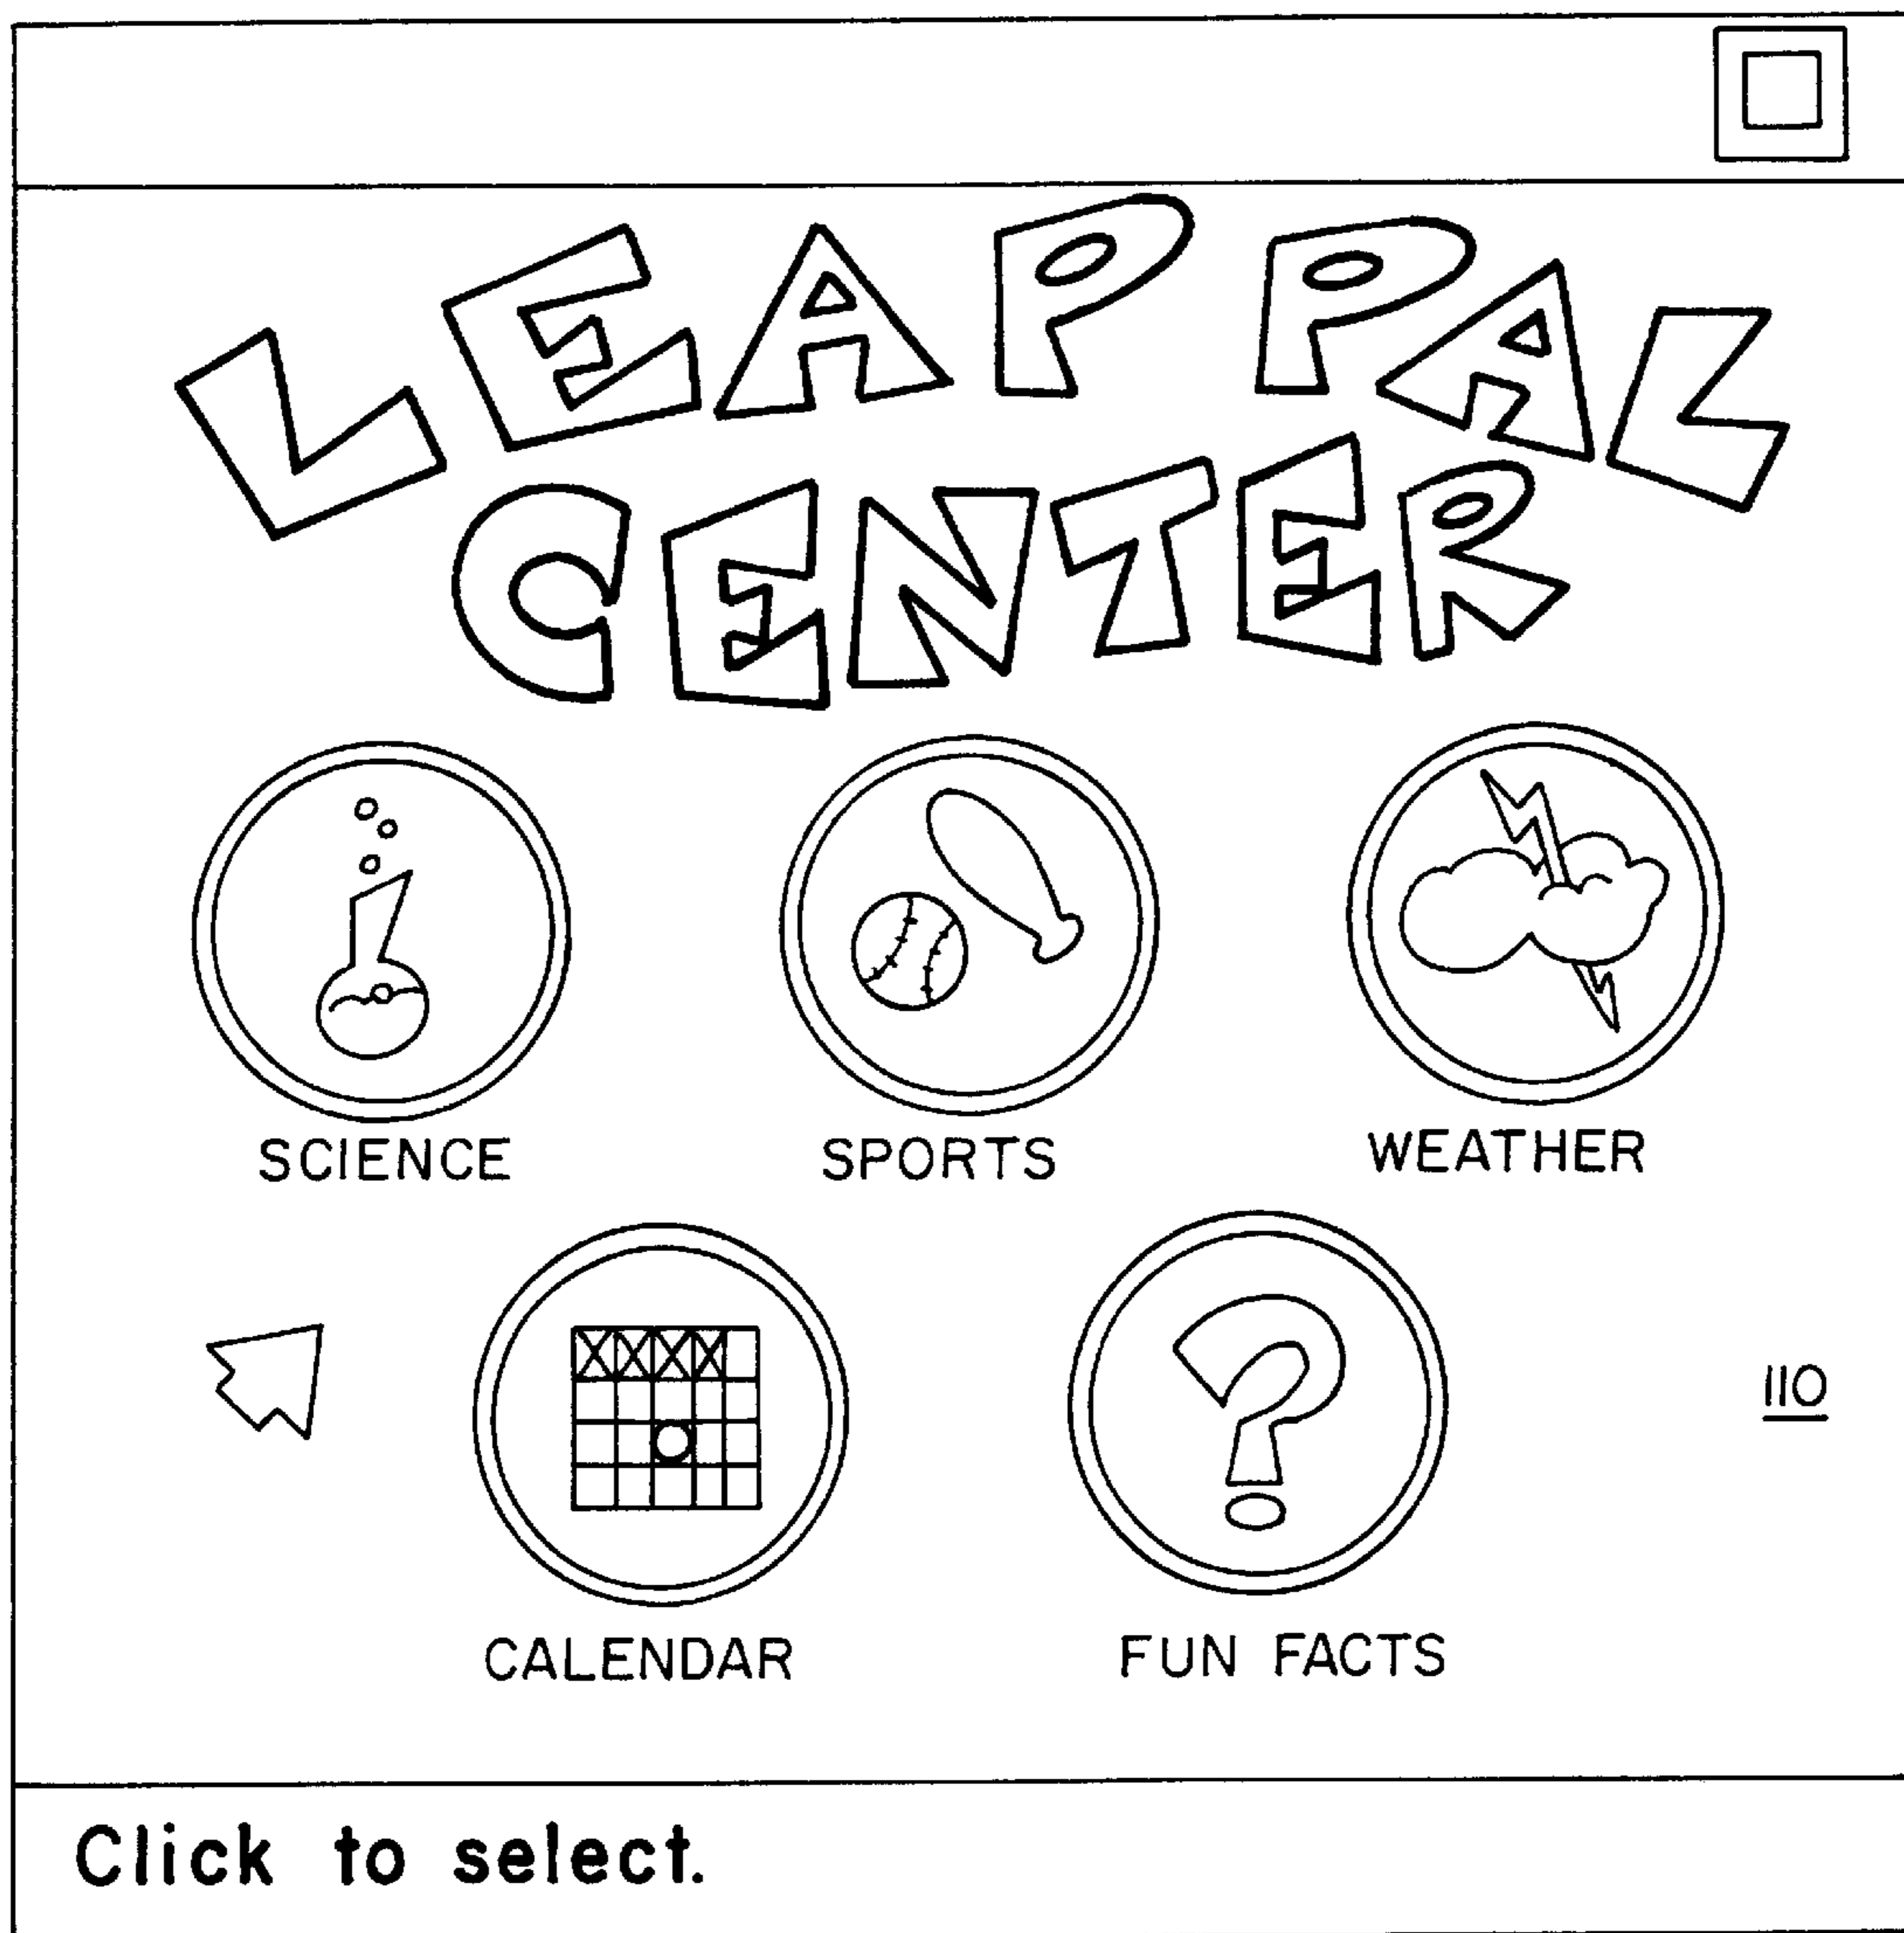 LEAP PAL
CENTER
SCIENCE SPORTS WEATHER
110
CALENDAR FUN FACTS
Click to select.